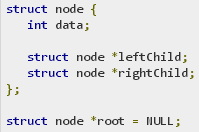 struct node {
int data;
struct node *leftChild;
struct node *rightChild;
};
struct node *root = NULL;